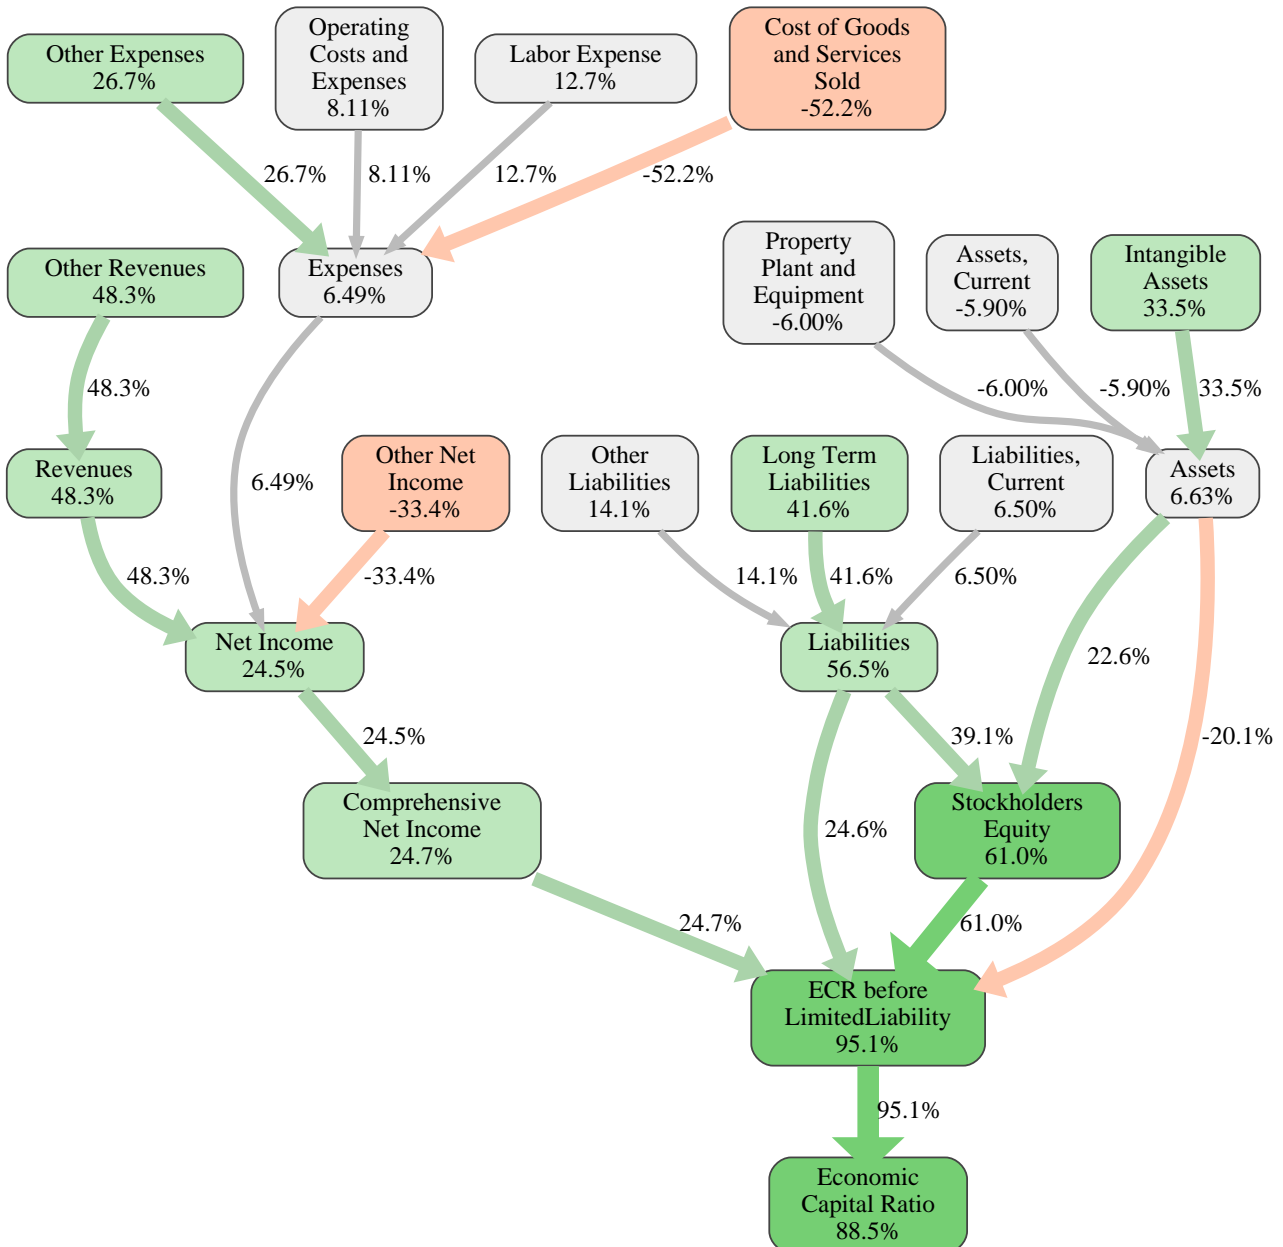 Other Expenses
26.7%
Operating
Costs and
Expenses
8.11%
Labor Expense
12.7%
Cost of Goods
and Services
Sold
-52.2%
26.7%
8.11%
12.7%
-52.2%
Other Revenues
48.3%
Expenses
6.49%
Property
Plant and
Equipment
-6.00%
Assets,
Current
-5.90%
Intangible
Assets
33.5%
48.3%
-6.00%
-5.90%
33.5%
Revenues
48.3%
6.49%
Other Net
Income
-33.4%
Other
Liabilities
14.1%
Long Term
Liabilities
41.6%
Liabilities,
Current
6.50%
Assets
6.63%
48.3%
-33.4%
14.1%
41.6%
6.50%
Net Income
24.5%
Liabilities
56.5%
22.6%
24.5%
39.1%
-20.1%
Comprehensive
Net Income
24.7%
24.6%
Stockholders
Equity
61.0%
24.7%
61.0%
ECR before
LimitedLiability
95.1%
95.1%
Economic
Capital Ratio
88.5%